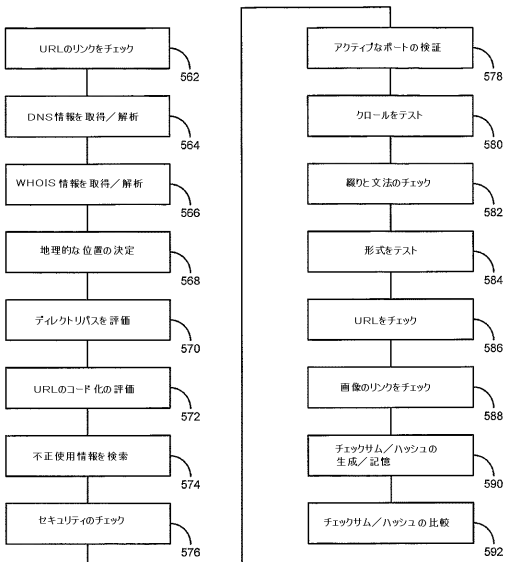 URLのリンクをチェック
562
DNS情報を取得／解析
564
WHOIS情報を取得／解析
566
地理的な位置の決定
568
ディレクトリパスを評価
570
URLのコード化の評価
572
不正使用情報を検索
574
セキュリティのチェック
576
アクティブなポートの検証
578
クロールをテスト
580
綴りと文法のチェック
582
形式をテスト
584
URLをチェック
586
画像のリンクをチェック
588
チェックサム／ハッシュの
生成／記憶
590
チェックサム／ハッシュの比較
592